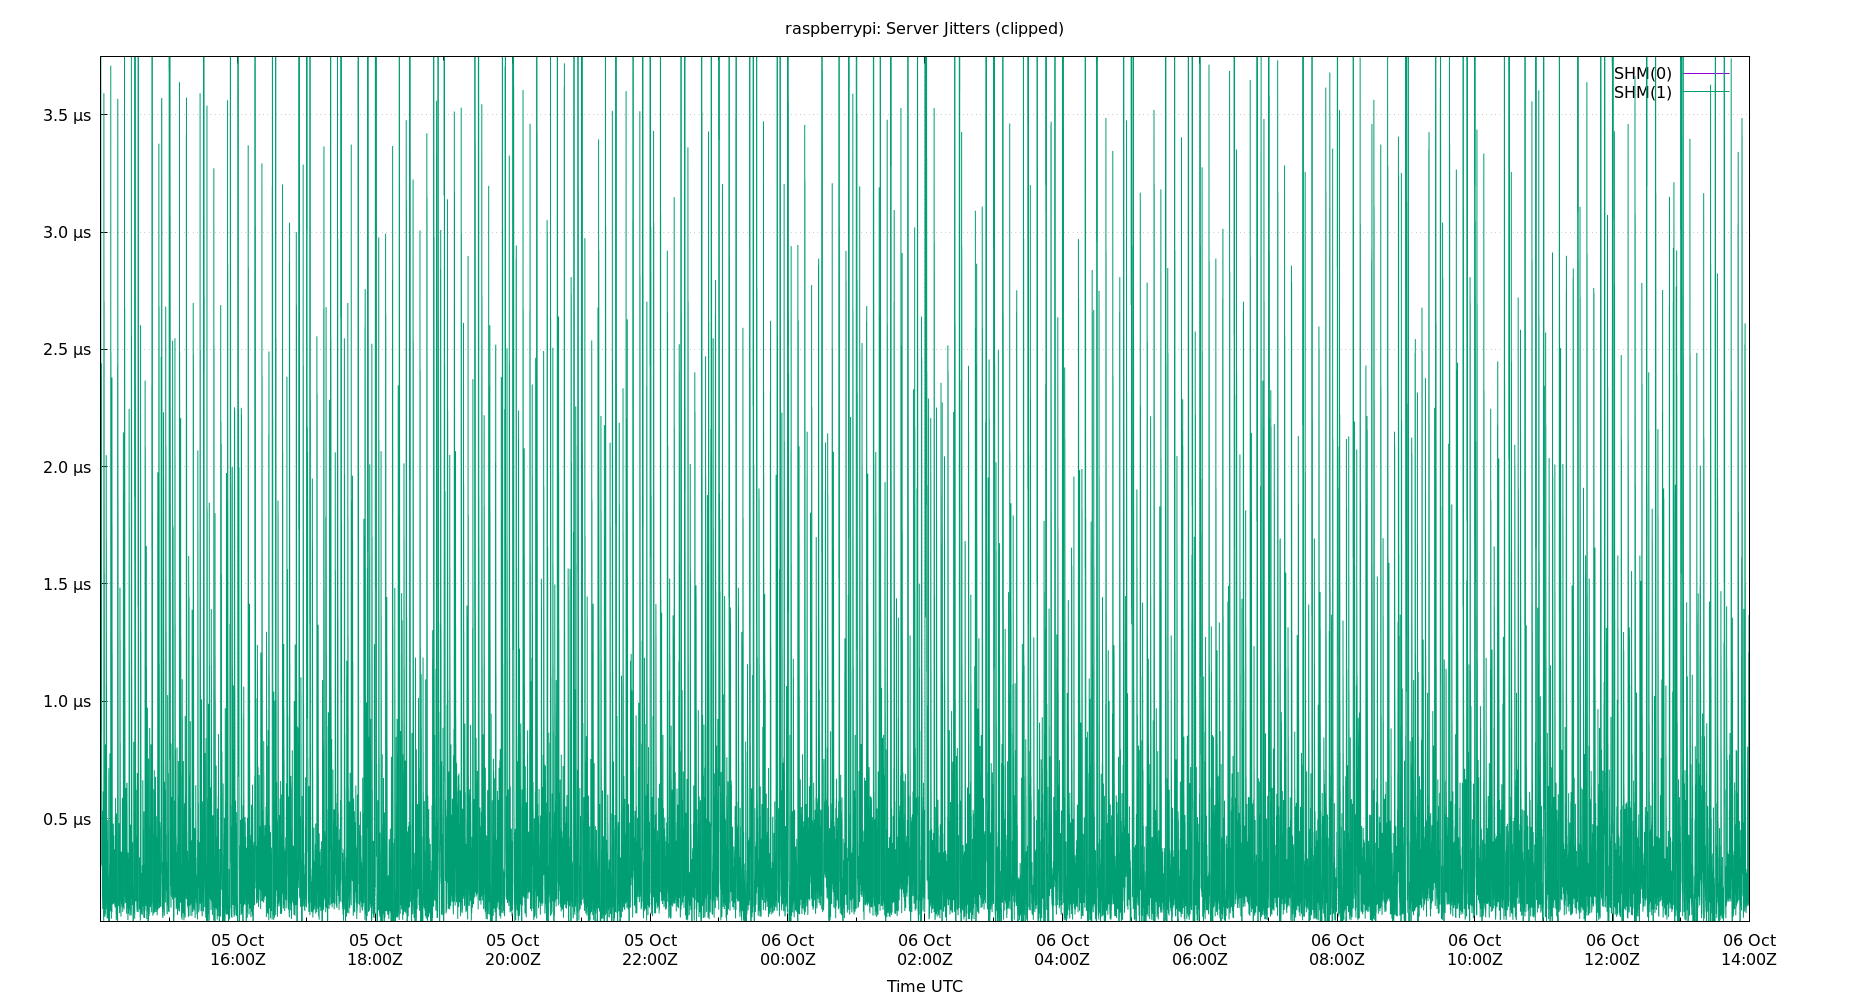 raspberrypi: Server Jitters (clipped)
SHM(0)
SHM(1)
3.5 µs
3.0 µs
2.5 µs
2.0 µs
1.5 µs
1.0 µs
0.5 µs
05 Oct 05 Oct 05 Oct 05 Oct 06 Oct 06 Oct 06 Oct 06 Oct 06 Oct 06 Oct 06 Oct 06 Oct
16:00Z 18:00Z 20:00Z 22:00Z 00:00Z 02:00Z 04:00Z 06:00Z 08:00Z 10:00Z 12:00Z 14:00Z
Time UTC